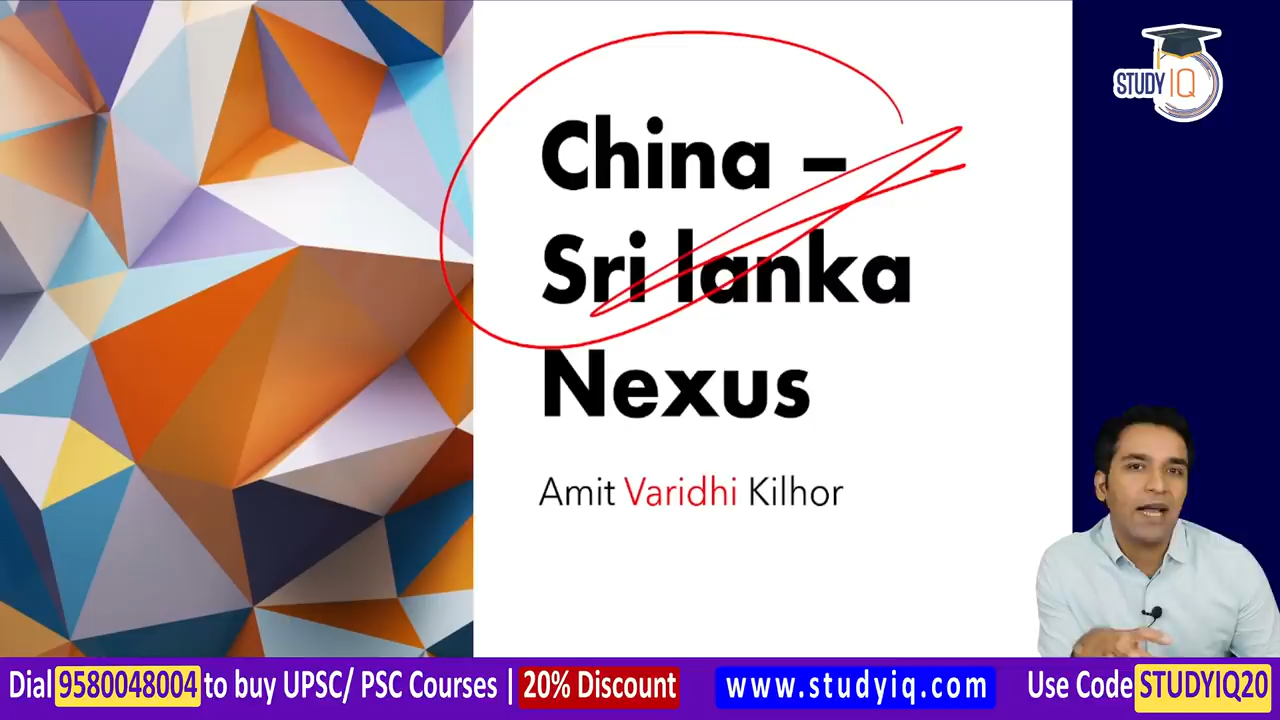 STUDY IQ
China –
Sri lanka
Nexus
Amit Varidhi Kilhor
Dial 9580048004 to buy UPSC/ PSC Courses | 20% Discount www.studyiq.com Use Code STUDYIQ20